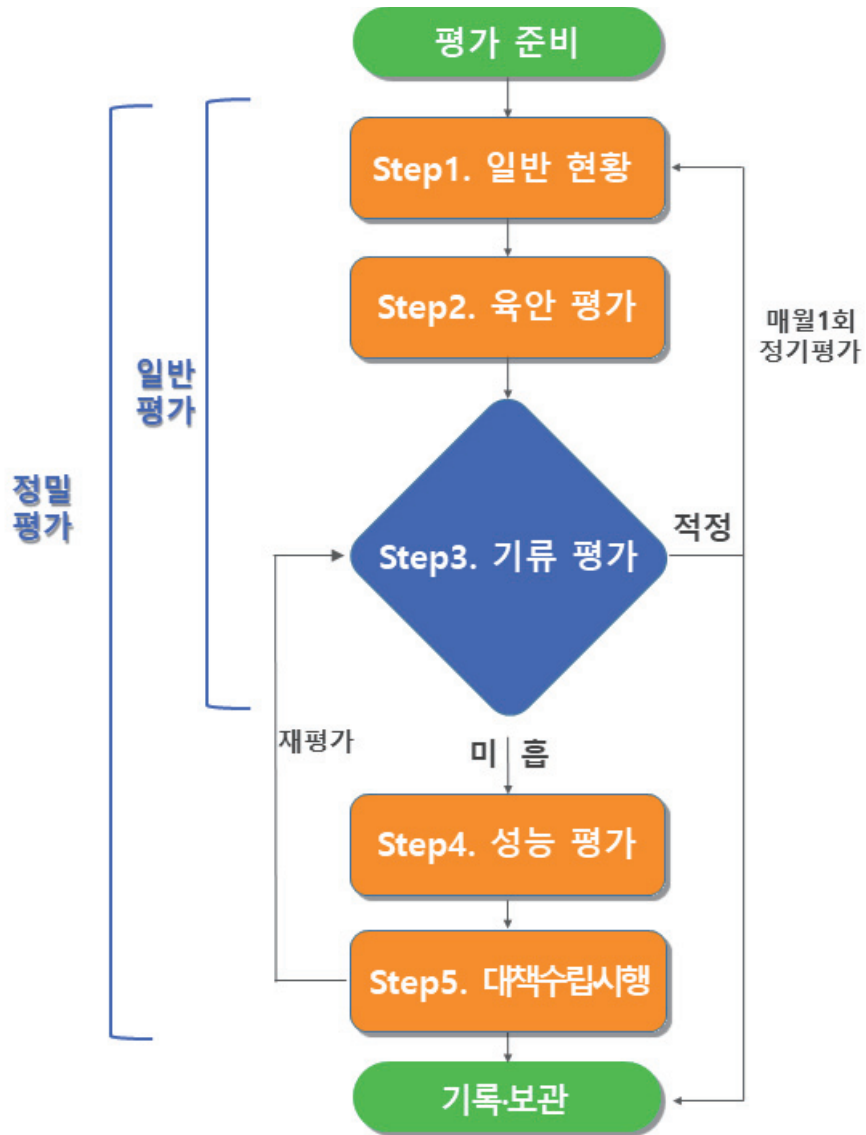 평가 준비
Step1. 일반 현황
Step2. 육안 평가
매월1회
정기평가
일반
평가
정밀
평가
Step3. 기류 평가
적정
재평가
미 흡
Step4. 성능 평가
Step5. 대책수립·시행
기록·보관